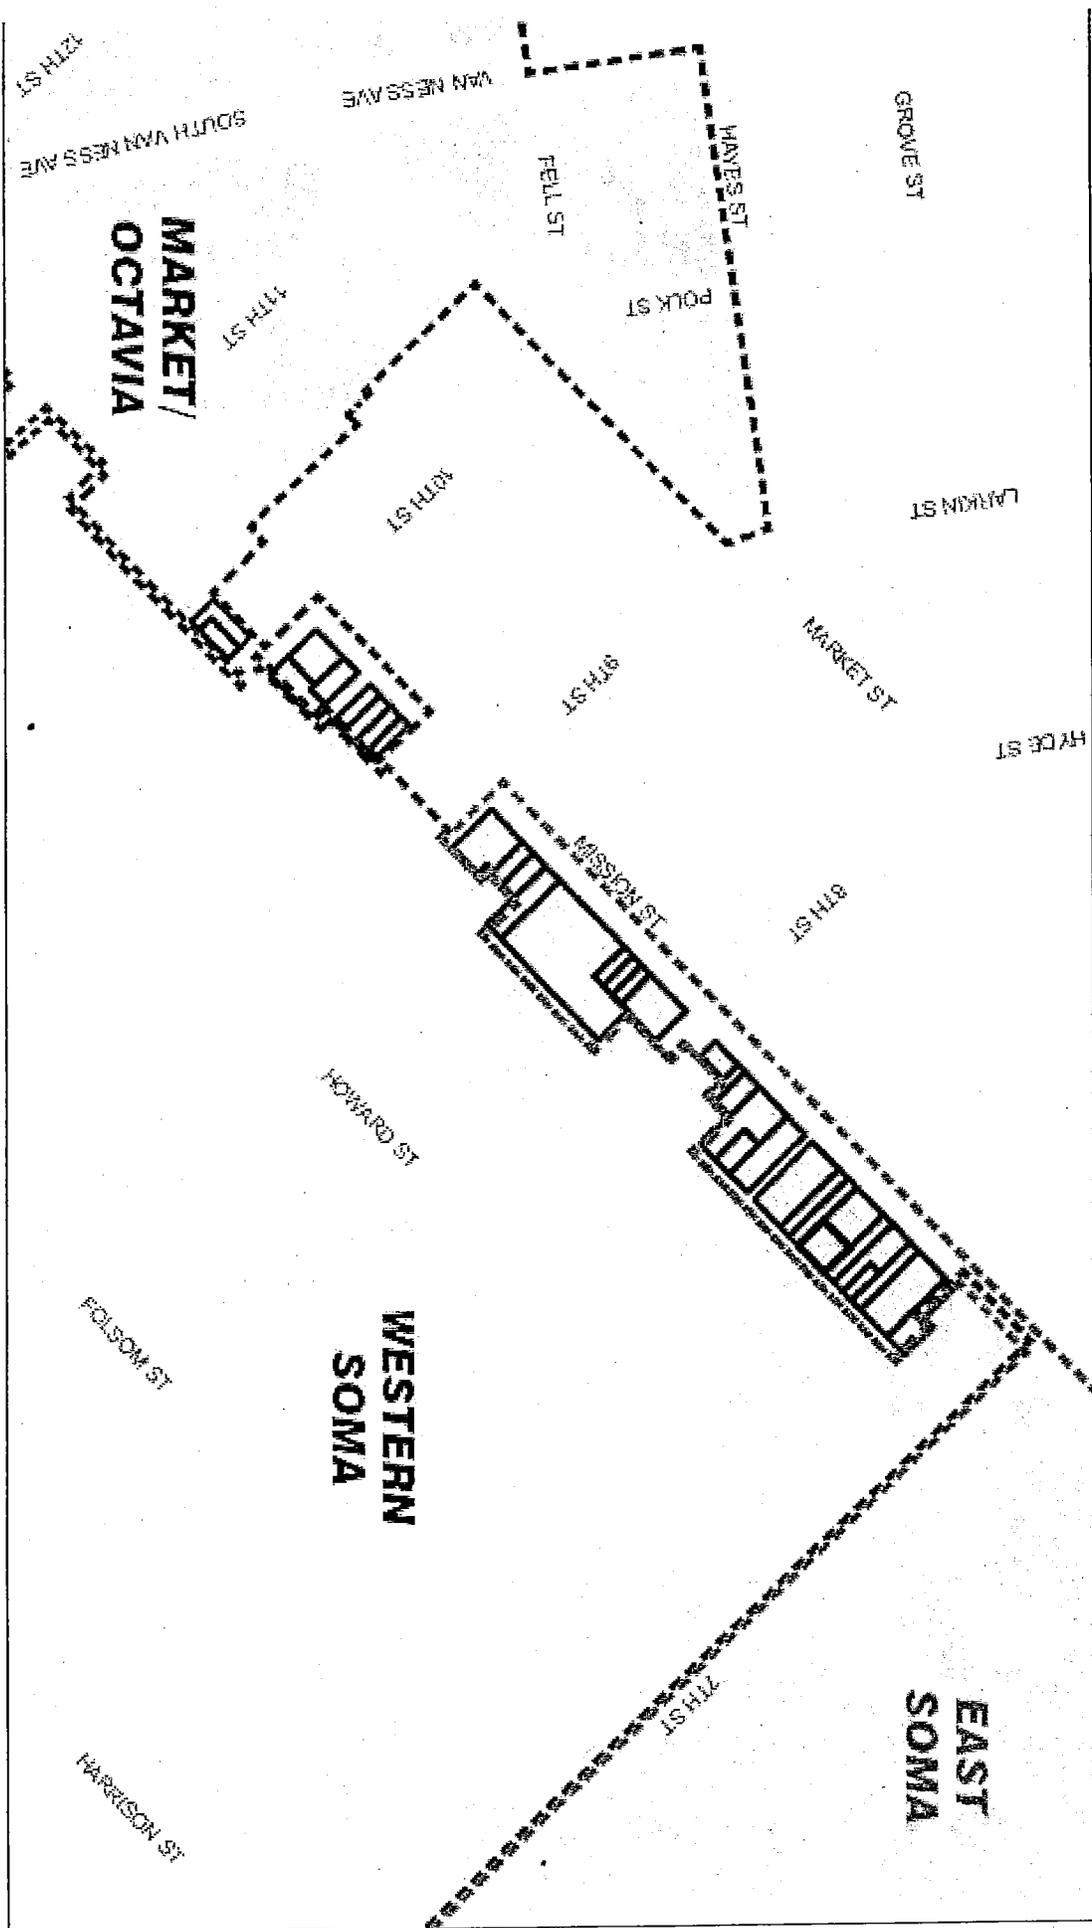 12TH ST
SOUTH VAN NESS AVE
VAN NESS AVE
MARKET/
OCTAVIA
11TH ST
FELL ST
HAYES ST
GROVE ST
POLK ST
10TH ST
LARKIN ST
9TH ST
MARKET ST
HYDE ST
MISSION ST
8TH ST
HOWARD ST
FOLSOM ST
WESTERN
SOMA
7TH ST
EAST
SOMA
HARRISON ST